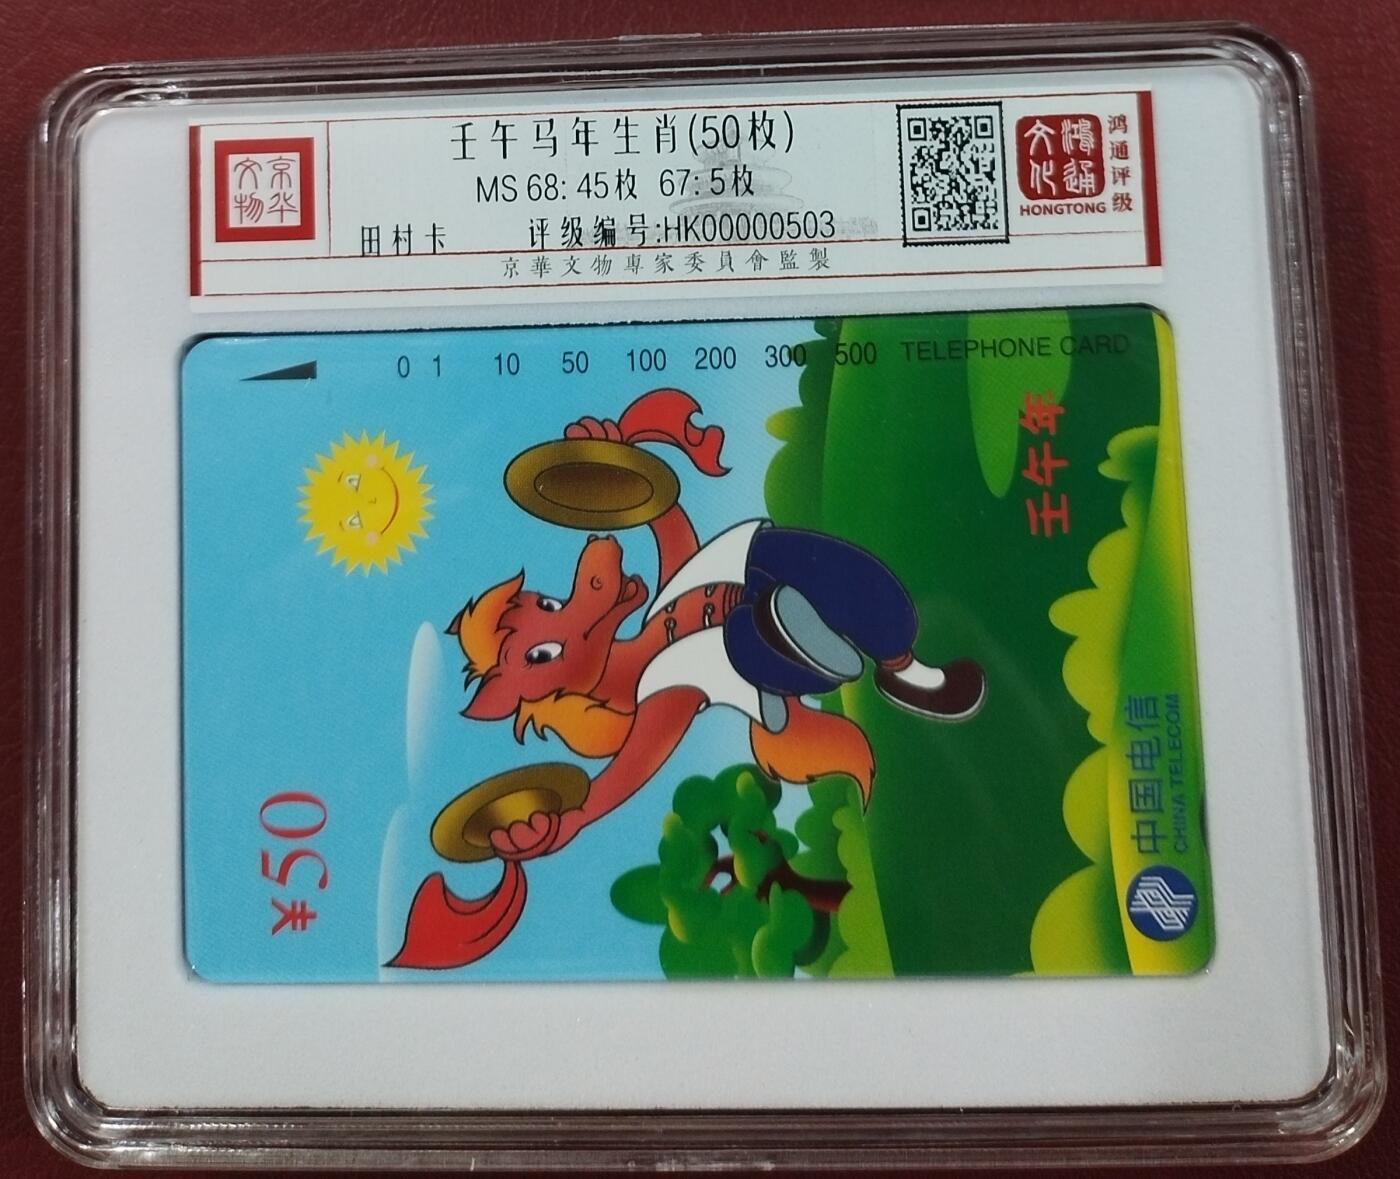 京华文物
壬午马年生肖(50枚)
MS 68: 45枚 67: 5枚
田村卡 评级编号:HK00000503
京華文物專家委員會監製
鸿通文化
HONGTONG
鸿通评级
0 1 10 50 100 200 300 500 TELEPHONE CARD
壬午年
¥50
中国电信
CHINA TELECOM